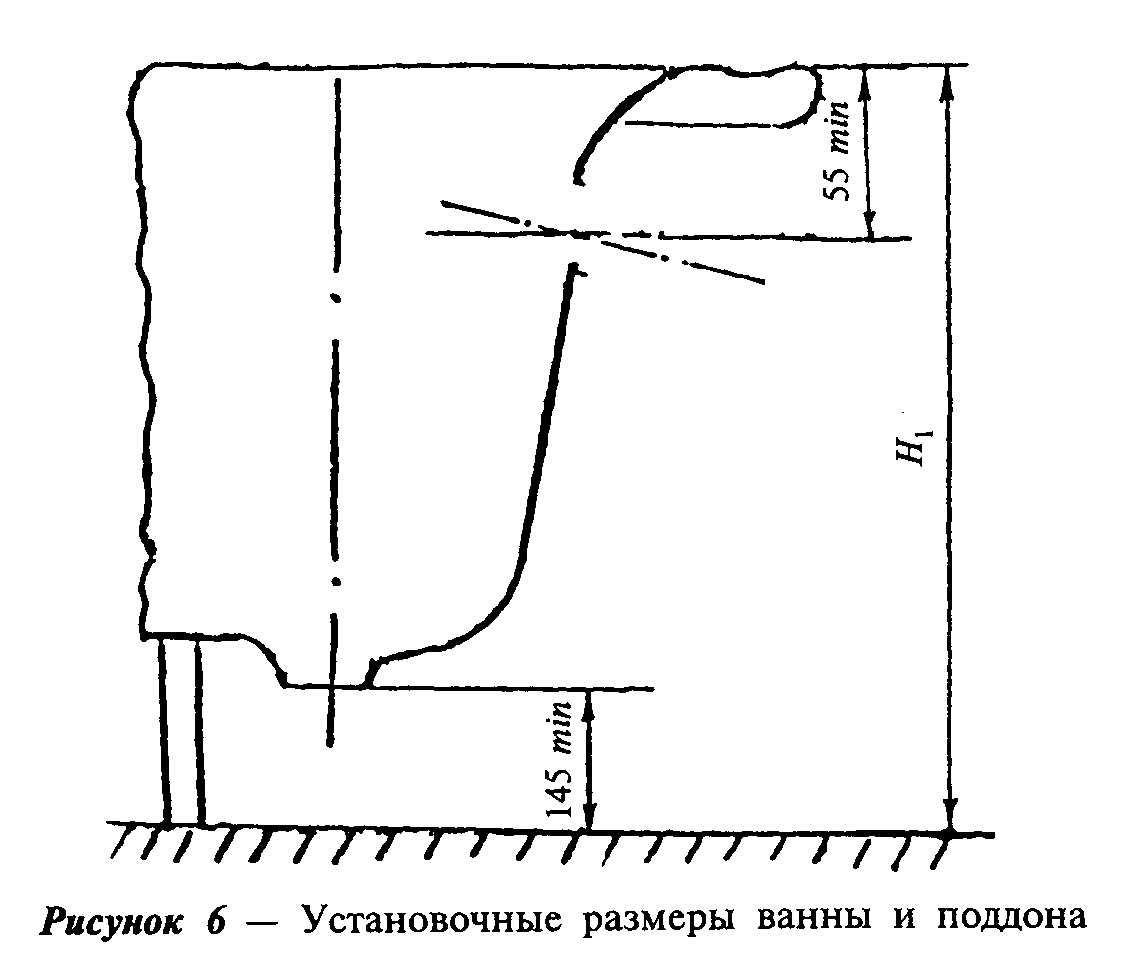 55 min
H₁
145 min
Рисунок 6 — Установочные размеры ванны и поддона